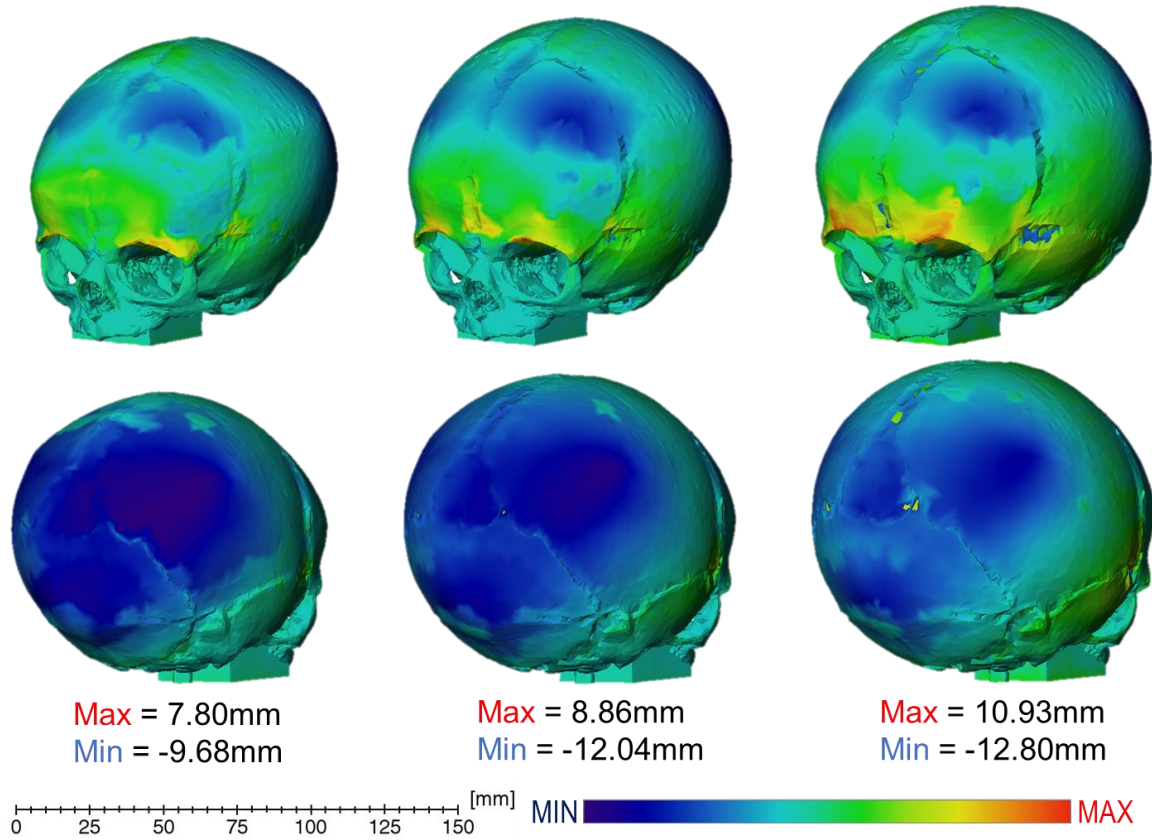 Max = 7.80mm
Min = -9.68mm
Max = 8.86mm
Min = -12.04mm
Max = 10.93mm
Min = -12.80mm
[mm]
0 25 50 75 100 125 150
MIN MAX